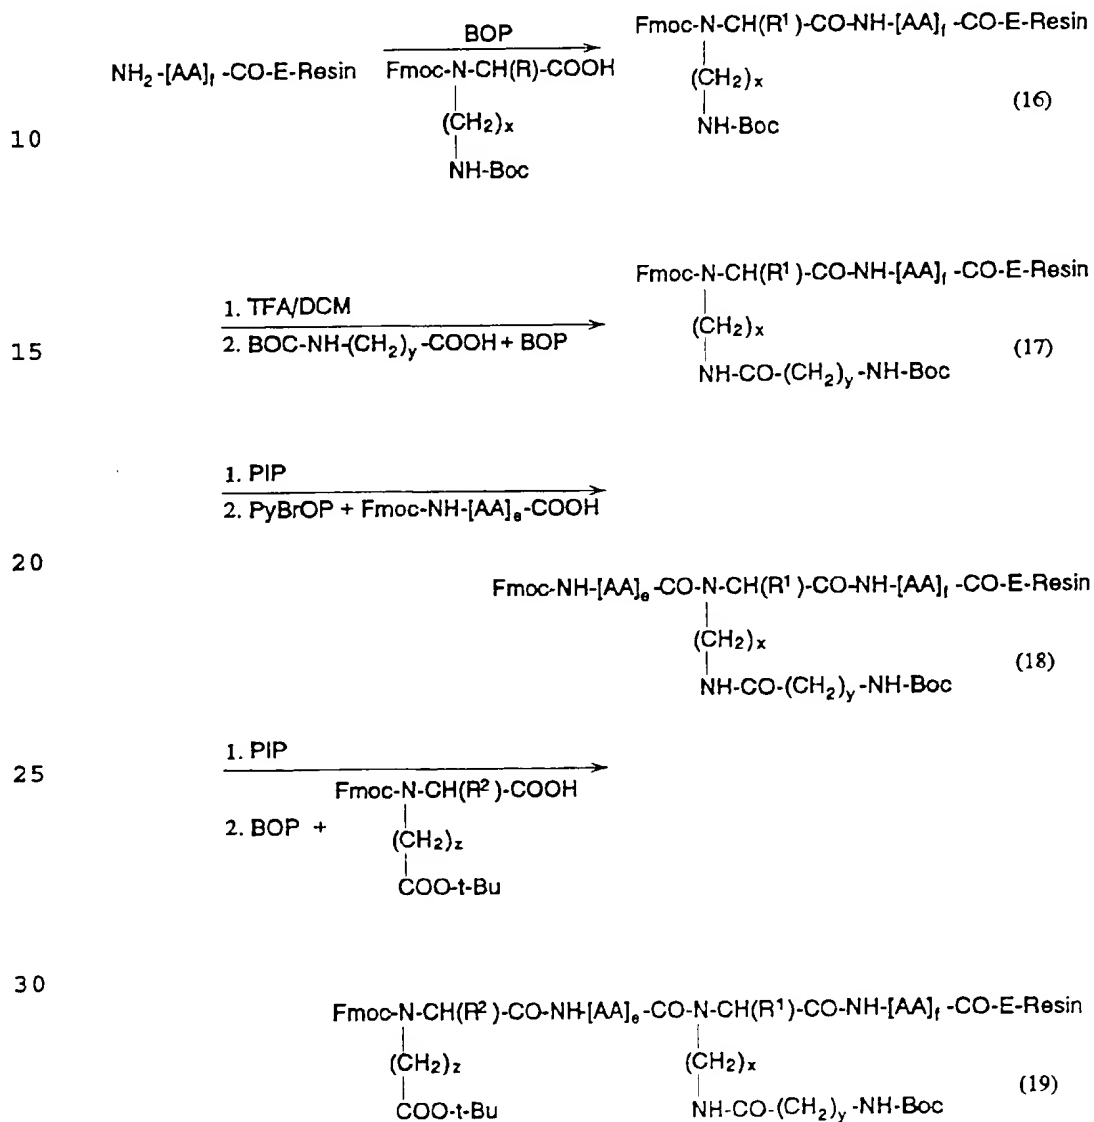 BOP
Fmoc-N-CH(R¹)-CO-NH-[AA]f-CO-E-Resin
NH2-[AA]f-CO-E-Resin
Fmoc-N-CH(R)-COOH
(CH2)x
NH-Boc
(CH2)x
NH-Boc
(16)
10
1. TFA/DCM
2. BOC-NH-(CH2)y-COOH + BOP
Fmoc-N-CH(R¹)-CO-NH-[AA]f-CO-E-Resin
(CH2)x
NH-CO-(CH2)y-NH-Boc
(17)
15
1. PIP
2. PyBrOP + Fmoc-NH-[AA]e-COOH
20
Fmoc-NH-[AA]e-CO-N-CH(R¹)-CO-NH-[AA]f-CO-E-Resin
(CH2)x
NH-CO-(CH2)y-NH-Boc
(18)
25
1. PIP
2. BOP +
Fmoc-N-CH(R²)-COOH
(CH2)z
COO-t-Bu
30
Fmoc-N-CH(R²)-CO-NH-[AA]e-CO-N-CH(R¹)-CO-NH-[AA]f-CO-E-Resin
(CH2)z
(CH2)x
COO-t-Bu
NH-CO-(CH2)y-NH-Boc
(19)